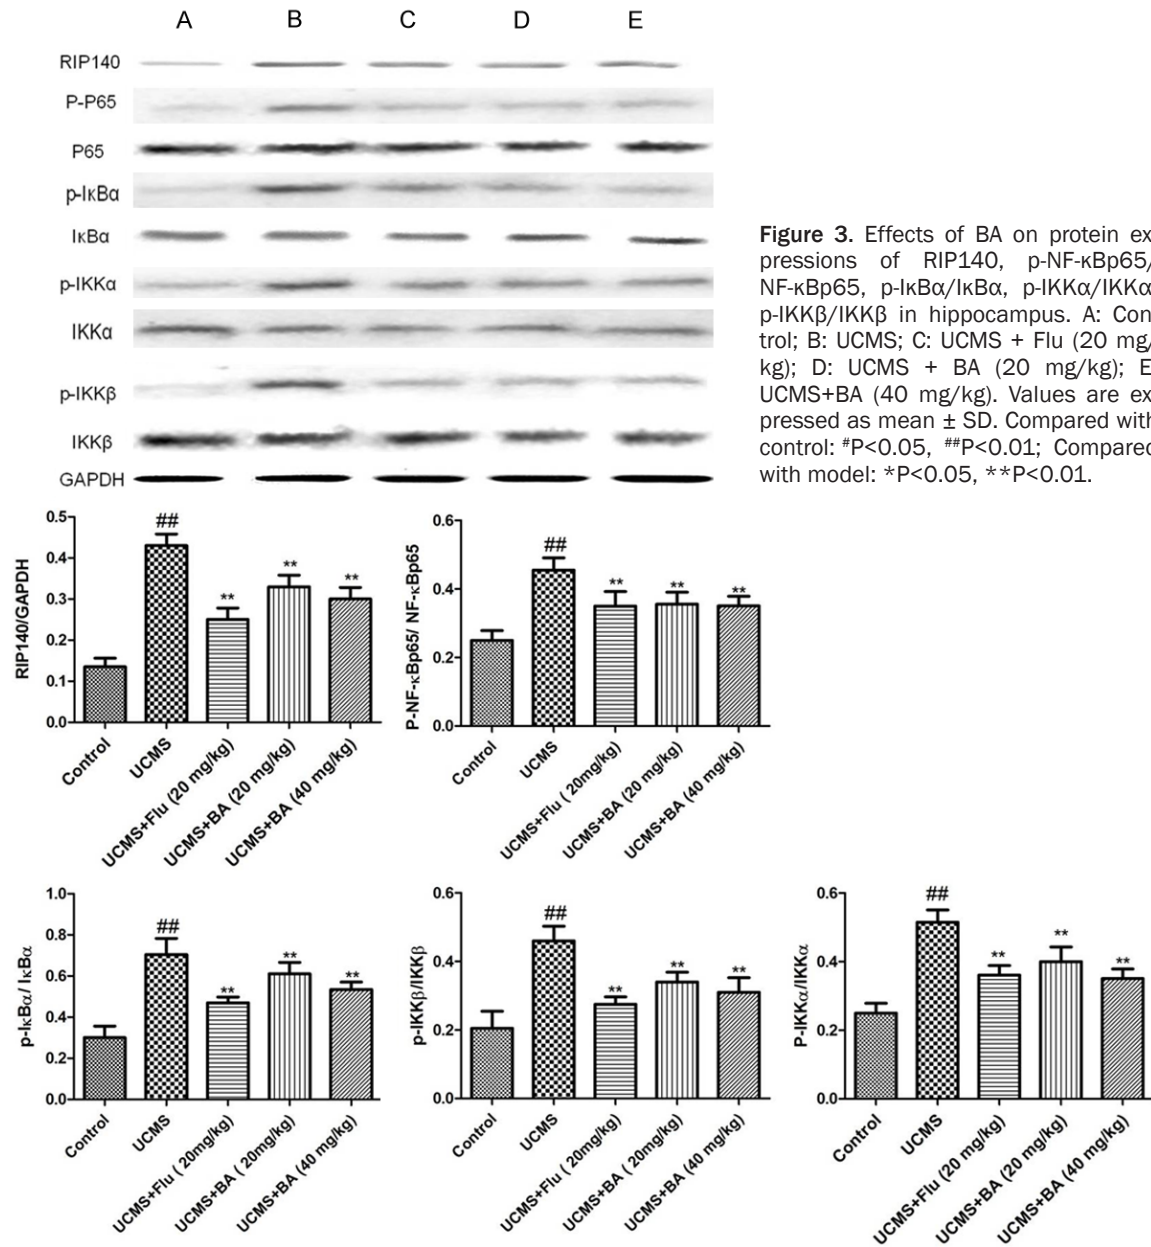 A B C D E
RIP140
P-P65
P65
p-IκBα
IκBα
p-IKKα
IKKα
p-IKKβ
IKKβ
GAPDH
Figure 3. Effects of BA on protein ex-
pressions of RIP140, p-NF-κBp65/
NF-κBp65, p-IκBα/IκBα, p-IKKα/IKKα
p-IKKβ/IKKβ in hippocampus. A: Con-
trol; B: UCMS; C: UCMS + Flu (20 mg/
kg); D: UCMS + BA (20 mg/kg); E
UCMS+BA (40 mg/kg). Values are ex-
pressed as mean ± SD. Compared with
control: #P<0.05, ##P<0.01; Compared
with model: *P<0.05, **P<0.01.
RIP140/GAPDH
0.5
0.4
0.3
0.2
0.1
0.0
##
**
**
**
Control
UCMS
UCMS+Flu (20 mg/kg)
UCMS+BA (20 mg/kg)
UCMS+BA (40 mg/kg)
P-NF-κBp65/ NF-κBp65
0.6
0.4
0.2
0.0
##
**
**
**
Control
UCMS
UCMS+Flu ( 20mg/kg)
UCMS+BA (20 mg/kg)
UCMS+BA (40 mg/kg)
p-IκBα/ IκBα
1.0
0.8
0.6
0.4
0.2
0.0
##
**
**
**
Control
UCMS
UCMS+Flu ( 20mg/kg)
UCMS+BA ( 20mg/kg)
UCMS+BA (40 mg/kg)
p-IKKβ/IKKβ
0.6
0.4
0.2
0.0
##
**
**
**
Control
UCMS
UCMS+Flu ( 20mg/kg)
UCMS+BA ( 20mg/kg)
UCMS+BA (40 mg/kg)
P-IKKα/IKKα
0.6
0.4
0.2
0.0
##
**
**
**
Control
UCMS
UCMS+Flu (20 mg/kg)
UCMS+BA (20 mg/kg)
UCMS+BA (40 mg/kg)